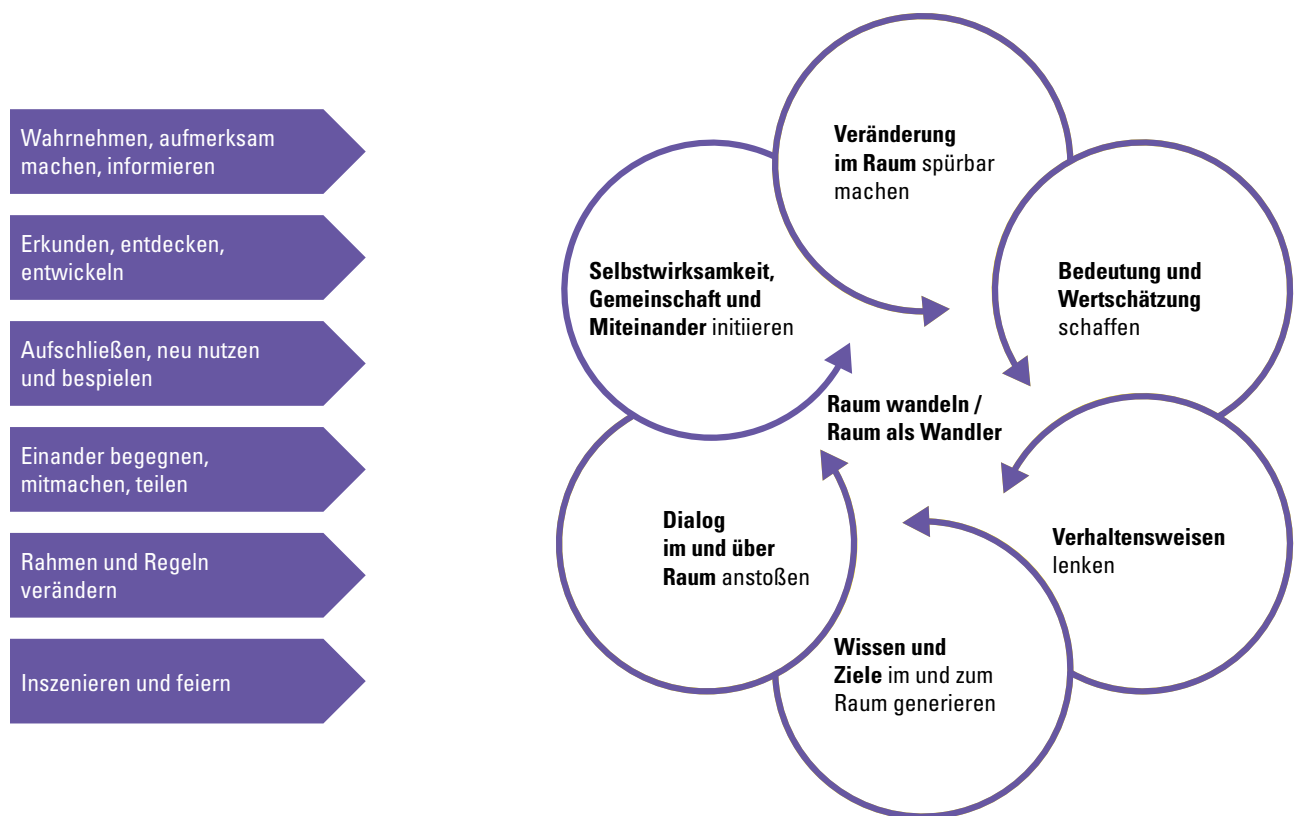 Wahrnehmen, aufmerksam
machen, informieren
Erkunden, entdecken,
entwickeln
Aufschließen, neu nutzen
und bespielen
Einander begegnen,
mitmachen, teilen
Rahmen und Regeln
verändern
Inszenieren und feiern
Veränderung
im Raum spürbar
machen
Bedeutung und
Wertschätzung
schaffen
Verhaltensweisen
lenken
Wissen und
Ziele im und zum
Raum generieren
Dialog
im und über
Raum anstoßen
Selbstwirksamkeit,
Gemeinschaft und
Miteinander initiieren
Raum wandeln /
Raum als Wandler